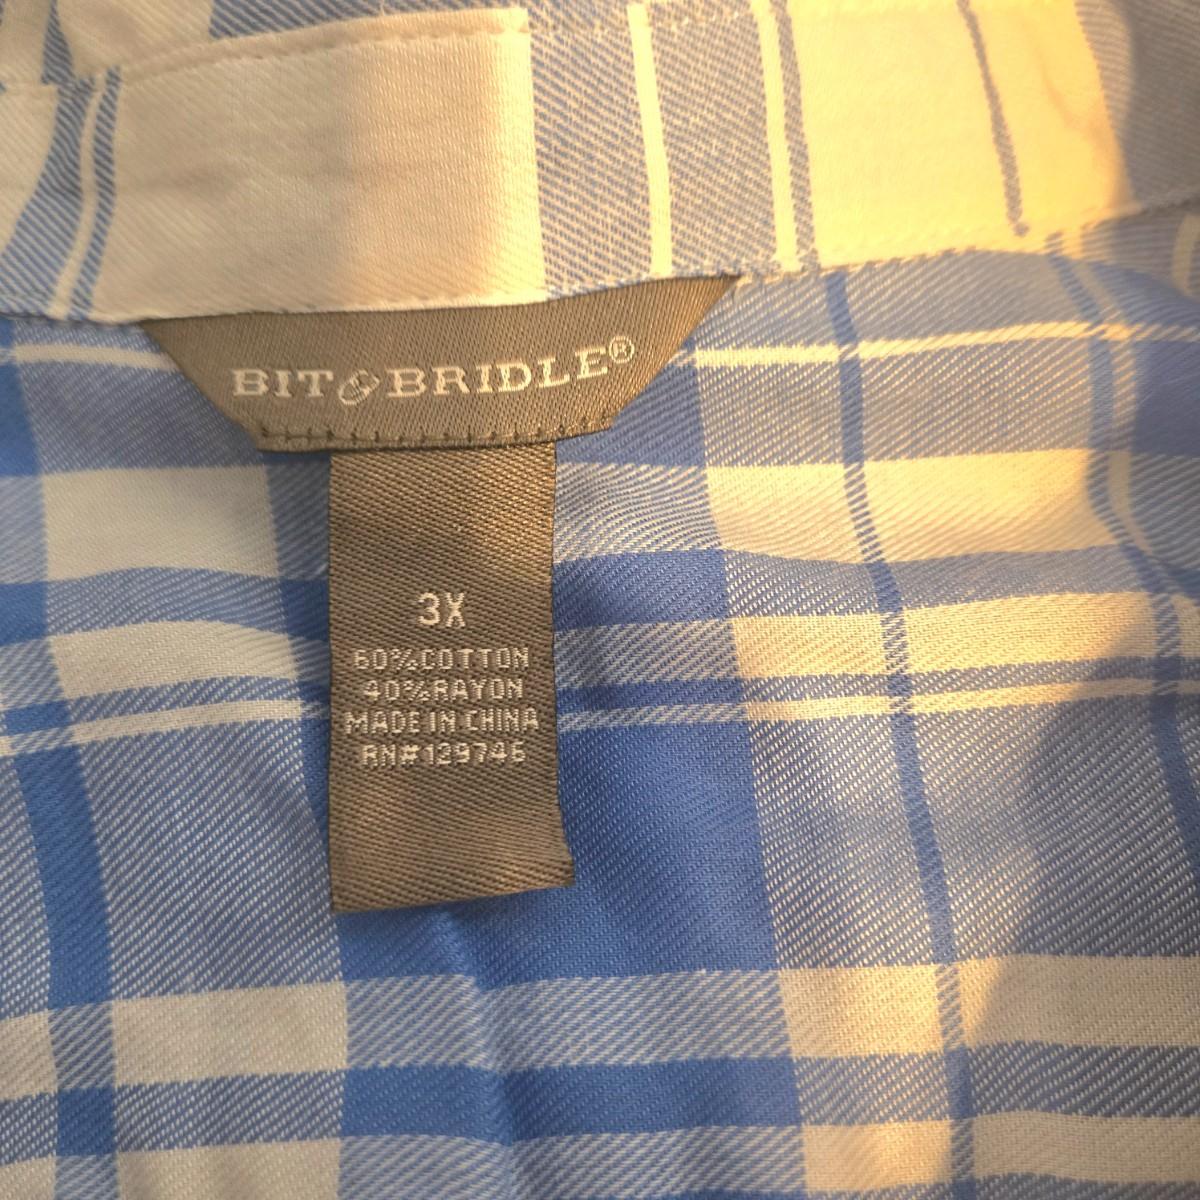 BIT & BRIDLE®
3X
60%COTTON
40%RAYON
MADE IN CHINA
RN#129746